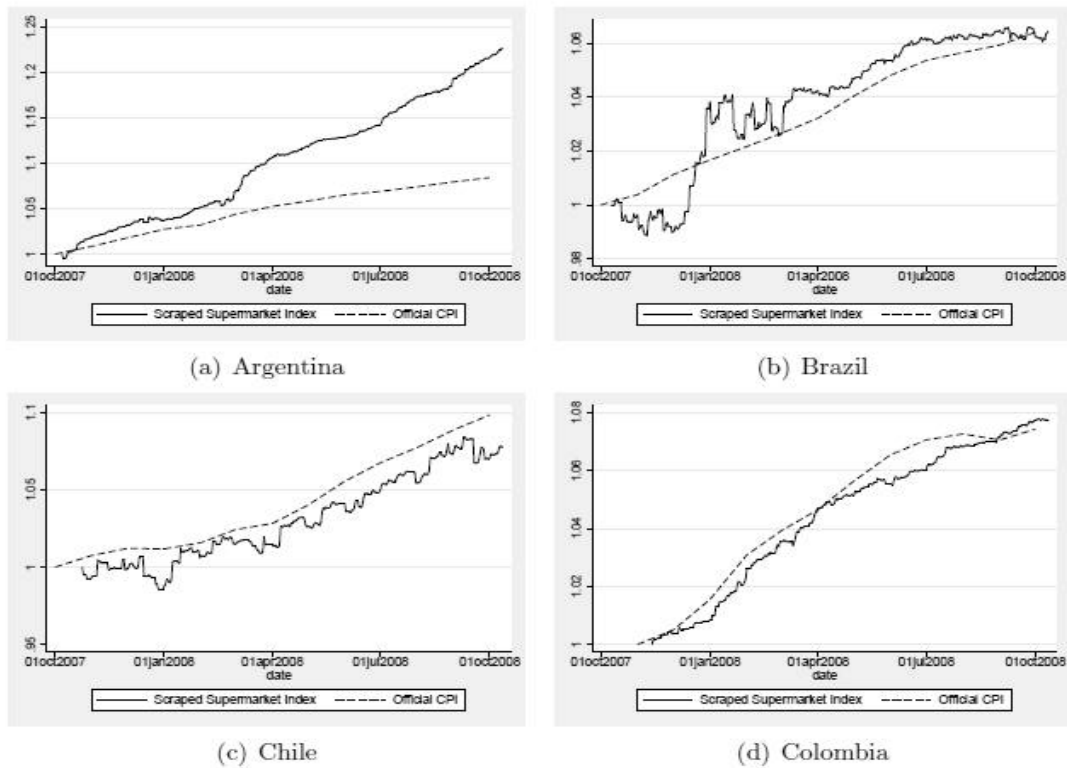 1.25
1.2
1.15
1.1
1.05
1
01oct2007 01jan2008 01apr2008 01jul2008 01oct2008
date
Scraped Supermarket Index Official CPI
(a) Argentina
1.06
1.04
1.02
1
.98
01oct2007 01jan2008 01apr2008 01jul2008 01oct2008
date
Scraped Supermarket Index Official CPI
(b) Brazil
1.1
1.05
1
.95
01oct2007 01jan2008 01apr2008 01jul2008 01oct2008
date
Scraped Supermarket Index Official CPI
(c) Chile
1.08
1.06
1.04
1.02
1
01oct2007 01jan2008 01apr2008 01jul2008 01oct2008
date
Scraped Supermarket Index Official CPI
(d) Colombia